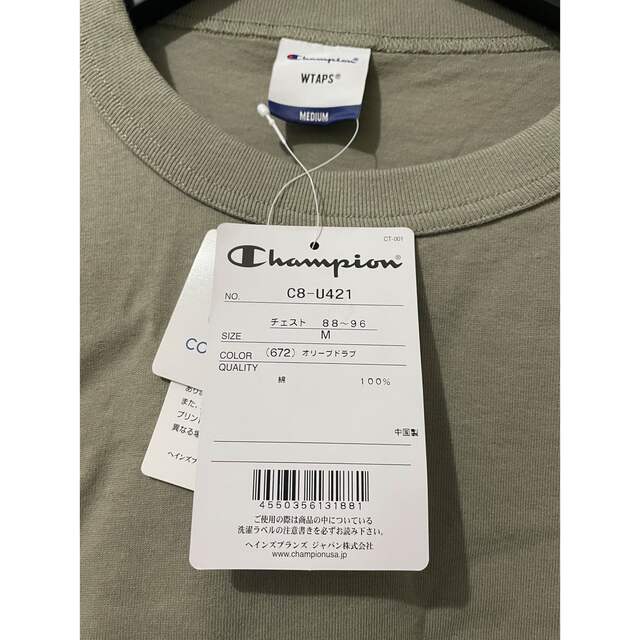 Champion
WTAPS®
MEDIUM
CT-001
Champion
NO. C8-U421
チェスト 88～96
SIZE M
COLOR (672) オリーブドラブ
QUALITY
綿 100%
中国製
4550356131881
ご使用の際は商品の中についている
洗濯ラベルの注意書きを必ずお読み下さい。
ヘインズブランズ ジャパン株式会社
www.championusa.jp
CO
また、
プリン
異なる場
ヘインズブ